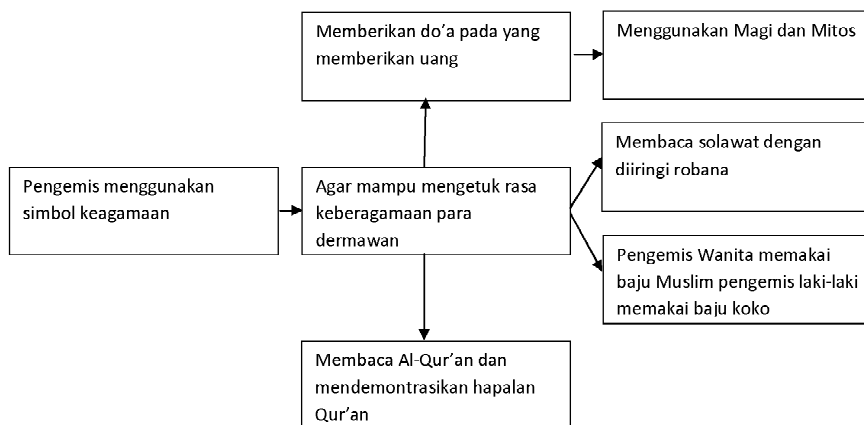 Memberikan do’a pada yang
memberikan uang
Menggunakan Magi dan Mitos
Membaca solawat dengan
diiringi robana
Pengemis menggunakan
simbol keagamaan
Agar mampu mengetuk rasa
keberagamaan para
dermawan
Pengemis Wanita memakai
baju Muslim pengemis laki-laki
memakai baju koko
Membaca Al-Qur’an dan
mendemontrasikan hapalan
Qur’an